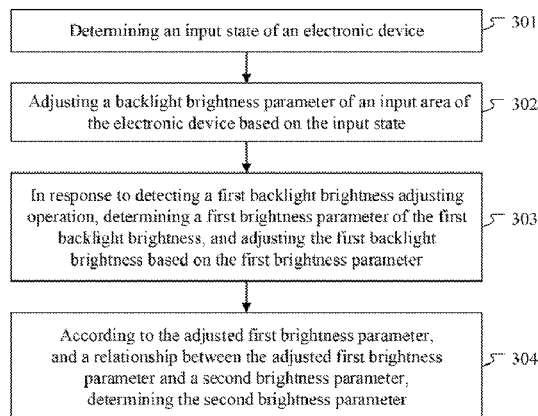 Determining an input state of an electronic device
301
Adjusting a backlight brightness parameter of an input area of
the electronic device based on the input state
302
In response to detecting a first backlight brightness adjusting
operation, determining a first brightness parameter of the first
backlight brightness, and adjusting the first backlight
brightness based on the first brightness parameter
303
According to the adjusted first brightness parameter,
and a relationship between the adjusted first brightness
parameter and a second brightness parameter,
determining the second brightness parameter
304